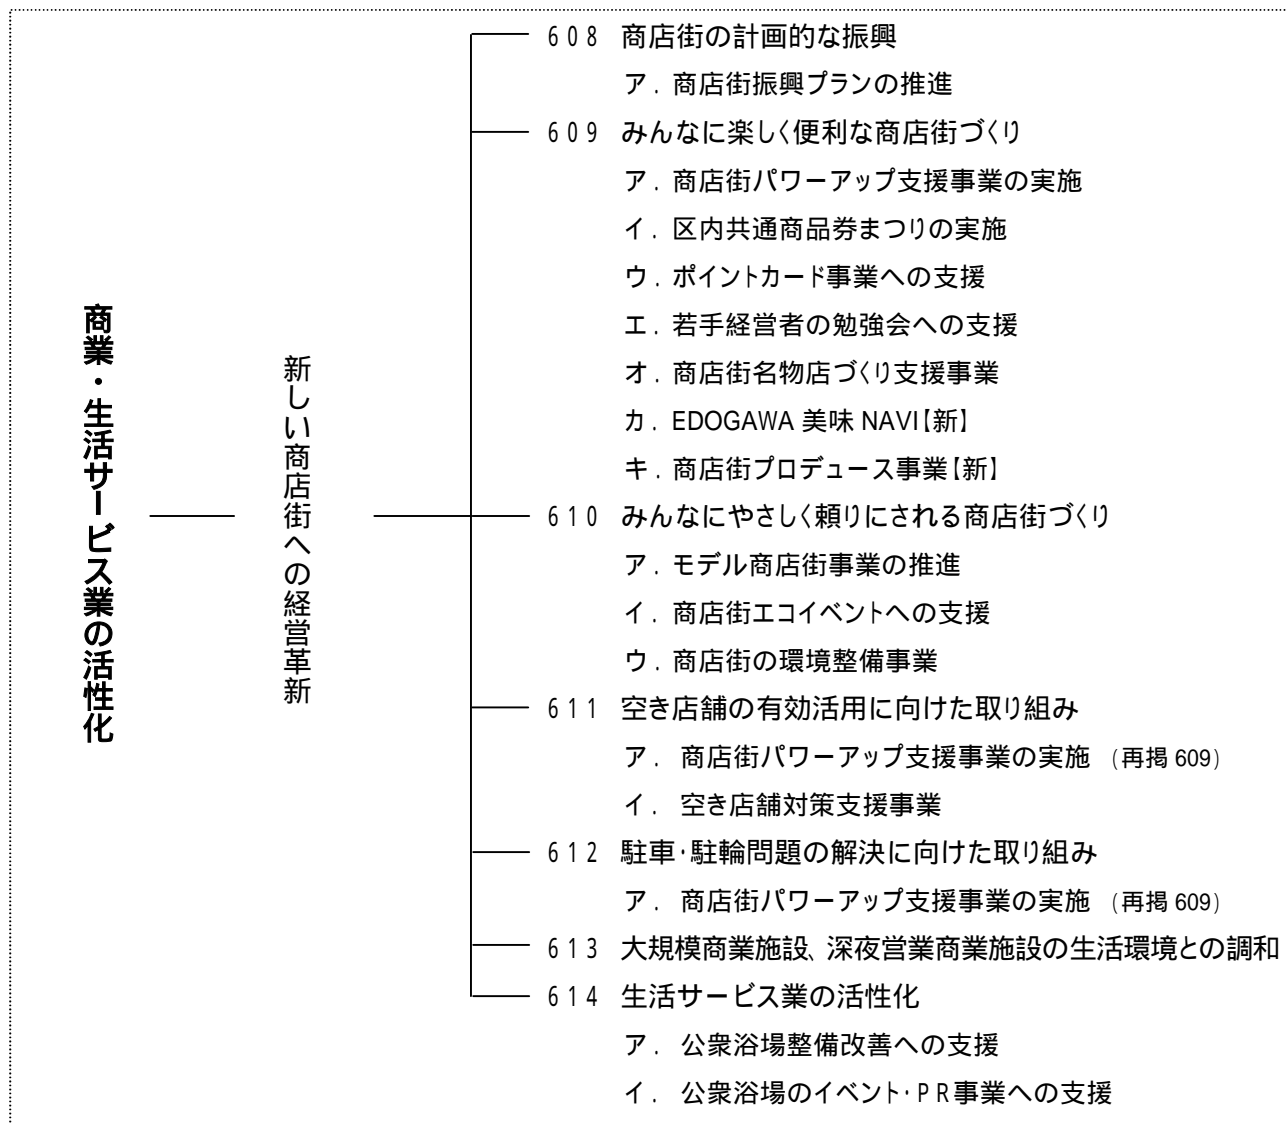 商業・生活サービス業の活性化
新しい商店街への経営革新
608 商店街の計画的な振興
ア．商店街振興プランの推進
609 みんなに楽しく便利な商店街づくり
ア．商店街パワーアップ支援事業の実施
イ．区内共通商品券まつりの実施
ウ．ポイントカード事業への支援
エ．若手経営者の勉強会への支援
オ．商店街名物店づくり支援事業
カ．EDOGAWA 美味 NAVI【新】
キ．商店街プロデュース事業【新】
610 みんなにやさしく頼りにされる商店街づくり
ア．モデル商店街事業の推進
イ．商店街エコイベントへの支援
ウ．商店街の環境整備事業
611 空き店舗の有効活用に向けた取り組み
ア． 商店街パワーアップ支援事業の実施 （再掲 609）
イ． 空き店舗対策支援事業
612 駐車・駐輪問題の解決に向けた取り組み
ア． 商店街パワーアップ支援事業の実施 （再掲 609）
613 大規模商業施設、深夜営業商業施設の生活環境との調和
614 生活サービス業の活性化
ア． 公衆浴場整備改善への支援
イ． 公衆浴場のイベント・ＰＲ事業への支援